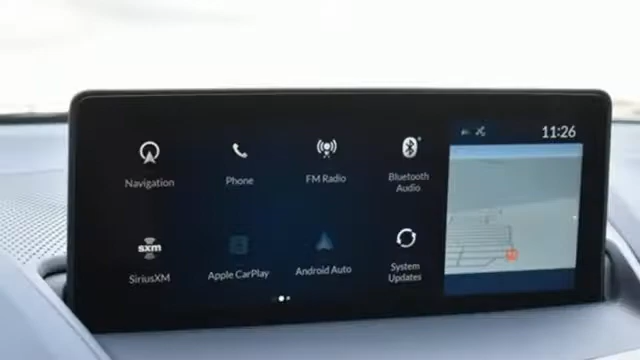 11:26
Navigation
Phone
FM Radio
Bluetooth
Audio
sxm
SiriusXM
Apple CarPlay
Android Auto
System
Updates